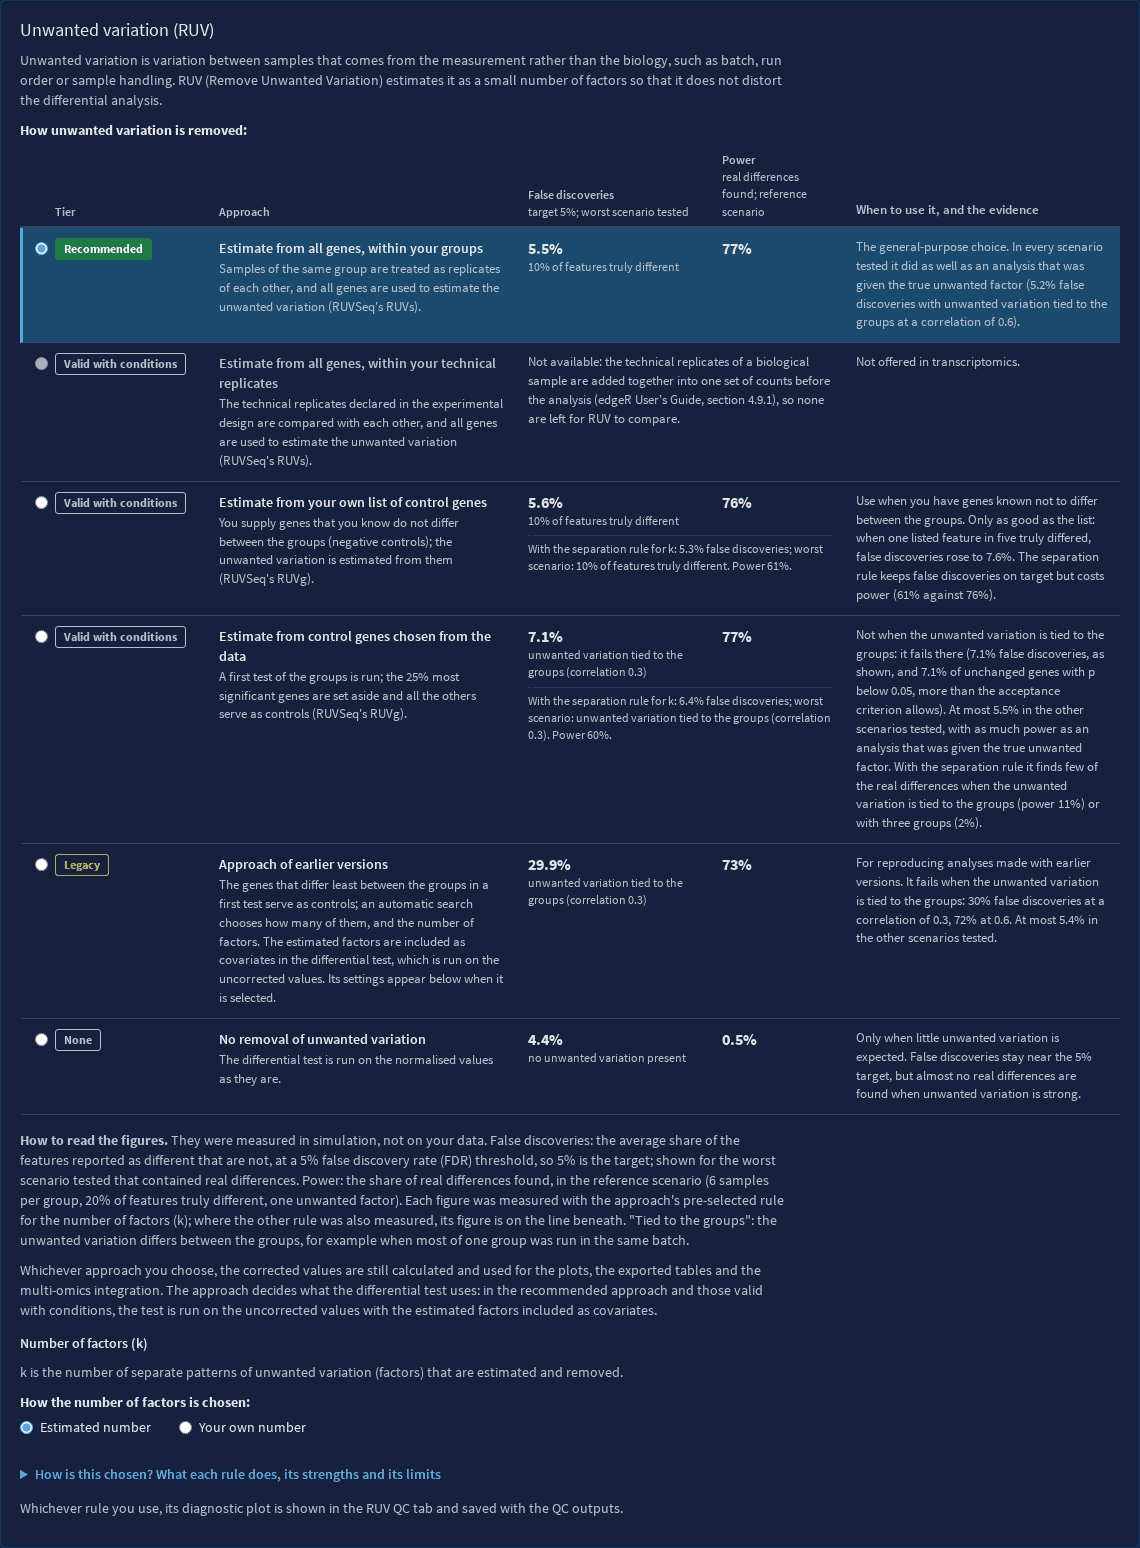 Unwanted variation (RUV)
Unwanted variation is variation between samples that comes from the measurement rather than the biology, such as batch, run
order or sample handling. RUV (Remove Unwanted Variation) estimates it as a small number of factors so that it does not distort
the differential analysis.
How unwanted variation is removed:
Tier
Approach
False discoveries
target 5%; worst scenario tested
Power
real differences
found; reference
scenario
When to use it, and the evidence
Recommended
Estimate from all genes, within your groups
Samples of the same group are treated as replicates
of each other, and all genes are used to estimate the
unwanted variation (RUVSeq's RUVs).
5.5%
10% of features truly different
77%
The general-purpose choice. In every scenario
tested it did as well as an analysis that was
given the true unwanted factor (5.2% false
discoveries with unwanted variation tied to the
groups at a correlation of 0.6).
Valid with conditions
Estimate from all genes, within your technical
replicates
The technical replicates declared in the experimental
design are compared with each other, and all genes
are used to estimate the unwanted variation
(RUVSeq's RUVs).
Not available: the technical replicates of a biological
sample are added together into one set of counts before
the analysis (edgeR User's Guide, section 4.9.1), so none
are left for RUV to compare.
Not offered in transcriptomics.
Valid with conditions
Estimate from your own list of control genes
You supply genes that you know do not differ
between the groups (negative controls); the
unwanted variation is estimated from them
(RUVSeq's RUVg).
5.6%
10% of features truly different
76%
With the separation rule for k: 5.3% false discoveries; worst
scenario: 10% of features truly different. Power 61%.
Use when you have genes known not to differ
between the groups. Only as good as the list:
when one listed feature in five truly differed,
false discoveries rose to 7.6%. The separation
rule keeps false discoveries on target but costs
power (61% against 76%).
Valid with conditions
Estimate from control genes chosen from the
data
A first test of the groups is run; the 25% most
significant genes are set aside and all the others
serve as controls (RUVSeq's RUVg).
7.1%
unwanted variation tied to the
groups (correlation 0.3)
77%
With the separation rule for k: 6.4% false discoveries; worst
scenario: unwanted variation tied to the groups (correlation
0.3). Power 60%.
Not when the unwanted variation is tied to the
groups: it fails there (7.1% false discoveries, as
shown, and 7.1% of unchanged genes with p
below 0.05, more than the acceptance
criterion allows). At most 5.5% in the other
scenarios tested, with as much power as an
analysis that was given the true unwanted
factor. With the separation rule it finds few of
the real differences when the unwanted
variation is tied to the groups (power 11%) or
with three groups (2%).
Legacy
Approach of earlier versions
The genes that differ least between the groups in a
first test serve as controls; an automatic search
chooses how many of them, and the number of
factors. The estimated factors are included as
covariates in the differential test, which is run on the
uncorrected values. Its settings appear below when it
is selected.
29.9%
unwanted variation tied to the
groups (correlation 0.3)
73%
For reproducing analyses made with earlier
versions. It fails when the unwanted variation
is tied to the groups: 30% false discoveries at a
correlation of 0.3, 72% at 0.6. At most 5.4% in
the other scenarios tested.
None
No removal of unwanted variation
The differential test is run on the normalised values
as they are.
4.4%
no unwanted variation present
0.5%
Only when little unwanted variation is
expected. False discoveries stay near the 5%
target, but almost no real differences are
found when unwanted variation is strong.
How to read the figures. They were measured in simulation, not on your data. False discoveries: the average share of the
features reported as different that are not, at a 5% false discovery rate (FDR) threshold, so 5% is the target; shown for the worst
scenario tested that contained real differences. Power: the share of real differences found, in the reference scenario (6 samples
per group, 20% of features truly different, one unwanted factor). Each figure was measured with the approach's pre-selected rule
for the number of factors (k); where the other rule was also measured, its figure is on the line beneath. "Tied to the groups": the
unwanted variation differs between the groups, for example when most of one group was run in the same batch.
Whichever approach you choose, the corrected values are still calculated and used for the plots, the exported tables and the
multi-omics integration. The approach decides what the differential test uses: in the recommended approach and those valid
with conditions, the test is run on the uncorrected values with the estimated factors included as covariates.
Number of factors (k)
k is the number of separate patterns of unwanted variation (factors) that are estimated and removed.
How the number of factors is chosen:
Estimated number
Your own number
How is this chosen? What each rule does, its strengths and its limits
Whichever rule you use, its diagnostic plot is shown in the RUV QC tab and saved with the QC outputs.